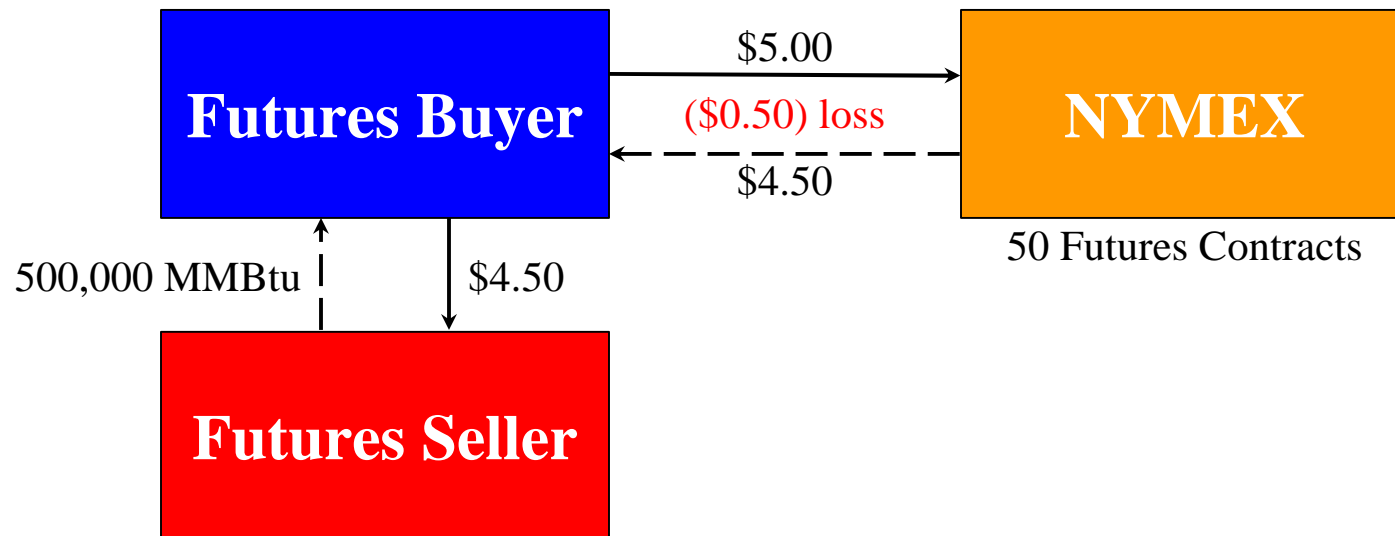 $5.00
Futures Buyer
($0.50) loss
NYMEX
$4.50
50 Futures Contracts
500,000 MMBtu
$4.50
Futures Seller